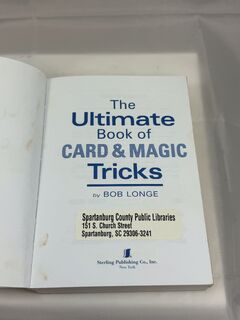 The
Ultimate
Book of
CARD & MAGIC
Tricks
by BOB LONGE
Spartanburg County Public Libraries
151 S. Church Street
Spartanburg, SC 29306-3241
Sterling Publishing Co., Inc.
New York